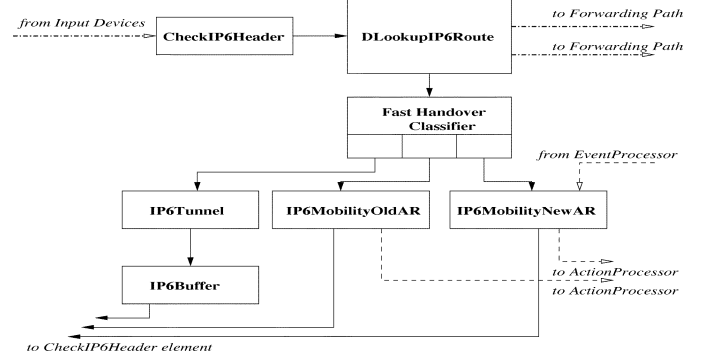 from Input Devices
to Forwarding Path
CheckIP6Header
DLookupIP6Route
to Forwarding Path
Fast Handover
Classifier
from EventProcessor
IP6Tunnel
IP6MobilityOldAR
IP6MobilityNewAR
to ActionProcessor
IP6Buffer
to ActionProcessor
to CheckIP6Header element